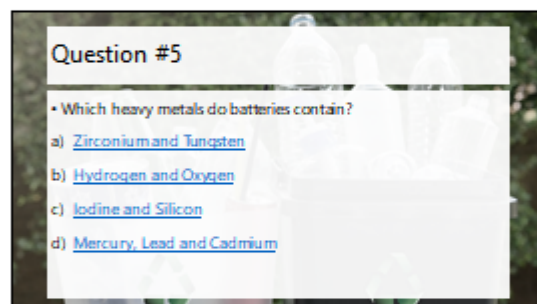 Question #5
• Which heavy metals do batteries contain?
a) Zirconium and Tungsten
b) Hydrogen and Oxygen
c) Iodine and Silicon
d) Mercury, Lead and Cadmium